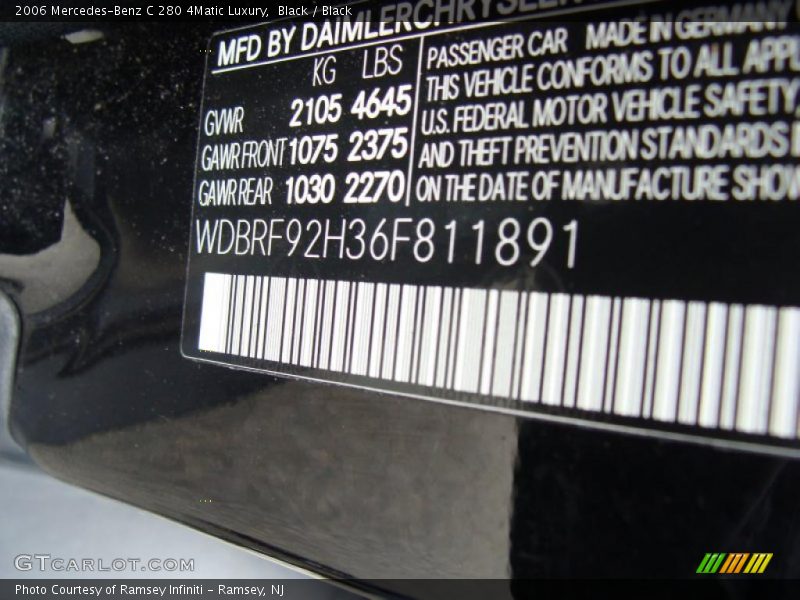 2006 Mercedes-Benz C 280 4Matic Luxury, Black / Black
MFD BY DAIMLERCHRYSLER
KG LBS
GVWR 2105 4645
GAWR FRONT 1075 2375
GAWR REAR 1030 2270
PASSENGER CAR MADE IN GERMANY
THIS VEHICLE CONFORMS TO ALL APPL
U.S. FEDERAL MOTOR VEHICLE SAFETY,
AND THEFT PREVENTION STANDARDS
ON THE DATE OF MANUFACTURE SHOW
WDBRF92H36F811891
GTCARLOT.COM
Photo Courtesy of Ramsey Infiniti - Ramsey, NJ